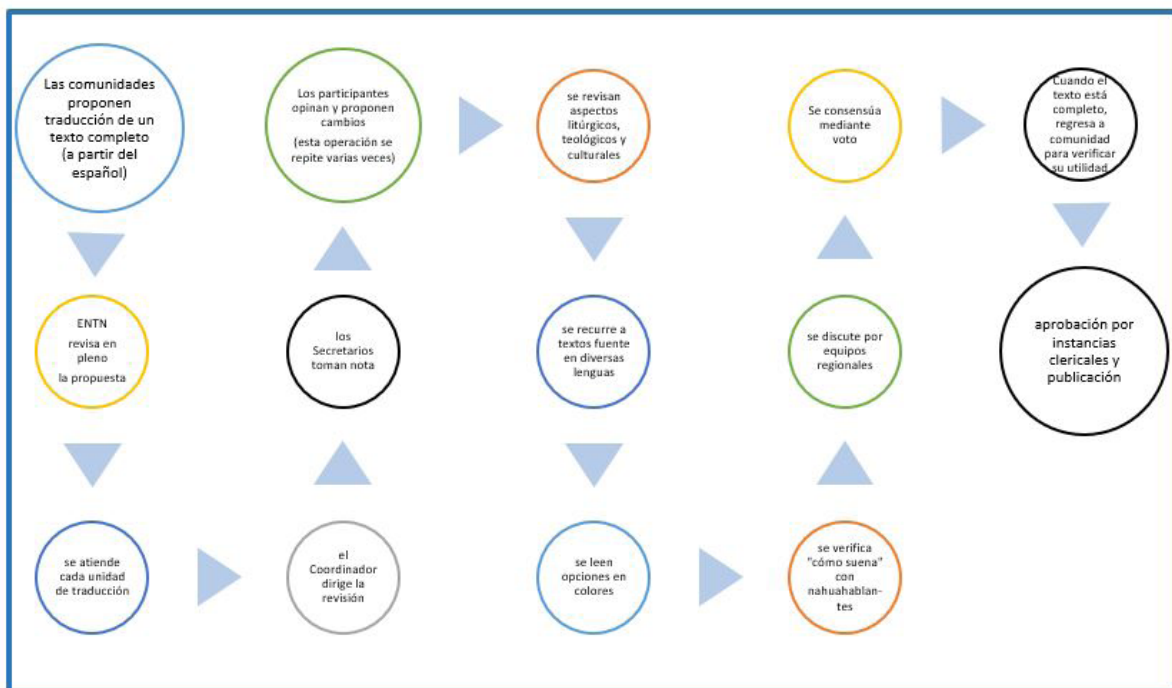 Las comunidades
proponen
traducción de un
texto completo
(a partir del
español)
ENTN
revisa en
pleno
la propuesta
se atiende
cada unidad
de traducción
el
Coordinador
dirige la
revisión
los
Secretarios
toman nota
Los participantes
opinan y proponen
cambios
(esta operación se
repite varias veces)
se revisan
aspectos
litúrgicos,
teológicos y
culturales
se recurre a
textos fuente
en diversas
lenguas
se leen
opciones en
colores
se verifica
"cómo suena"
con
nahuahablan-
tes
se discute por
equipos
regionales
Se consensúa
mediante
voto
Cuando el
texto está
completo,
regresa a
comunidad
para verificar
su utilidad
aprobación por
instancias
clericales y
publicación